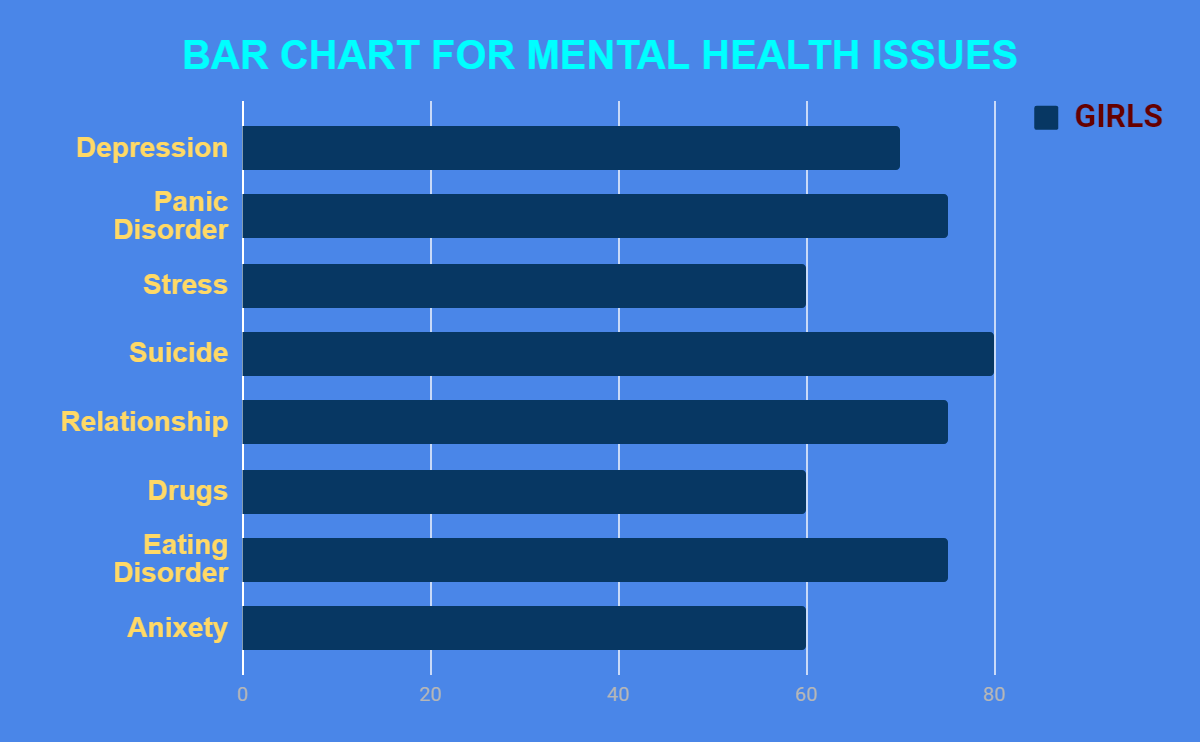 BAR CHART FOR MENTAL HEALTH ISSUES
GIRLS
Depression
Panic
Disorder
Stress
Suicide
Relationship
Drugs
Eating
Disorder
Anixety
0 20 40 60 80